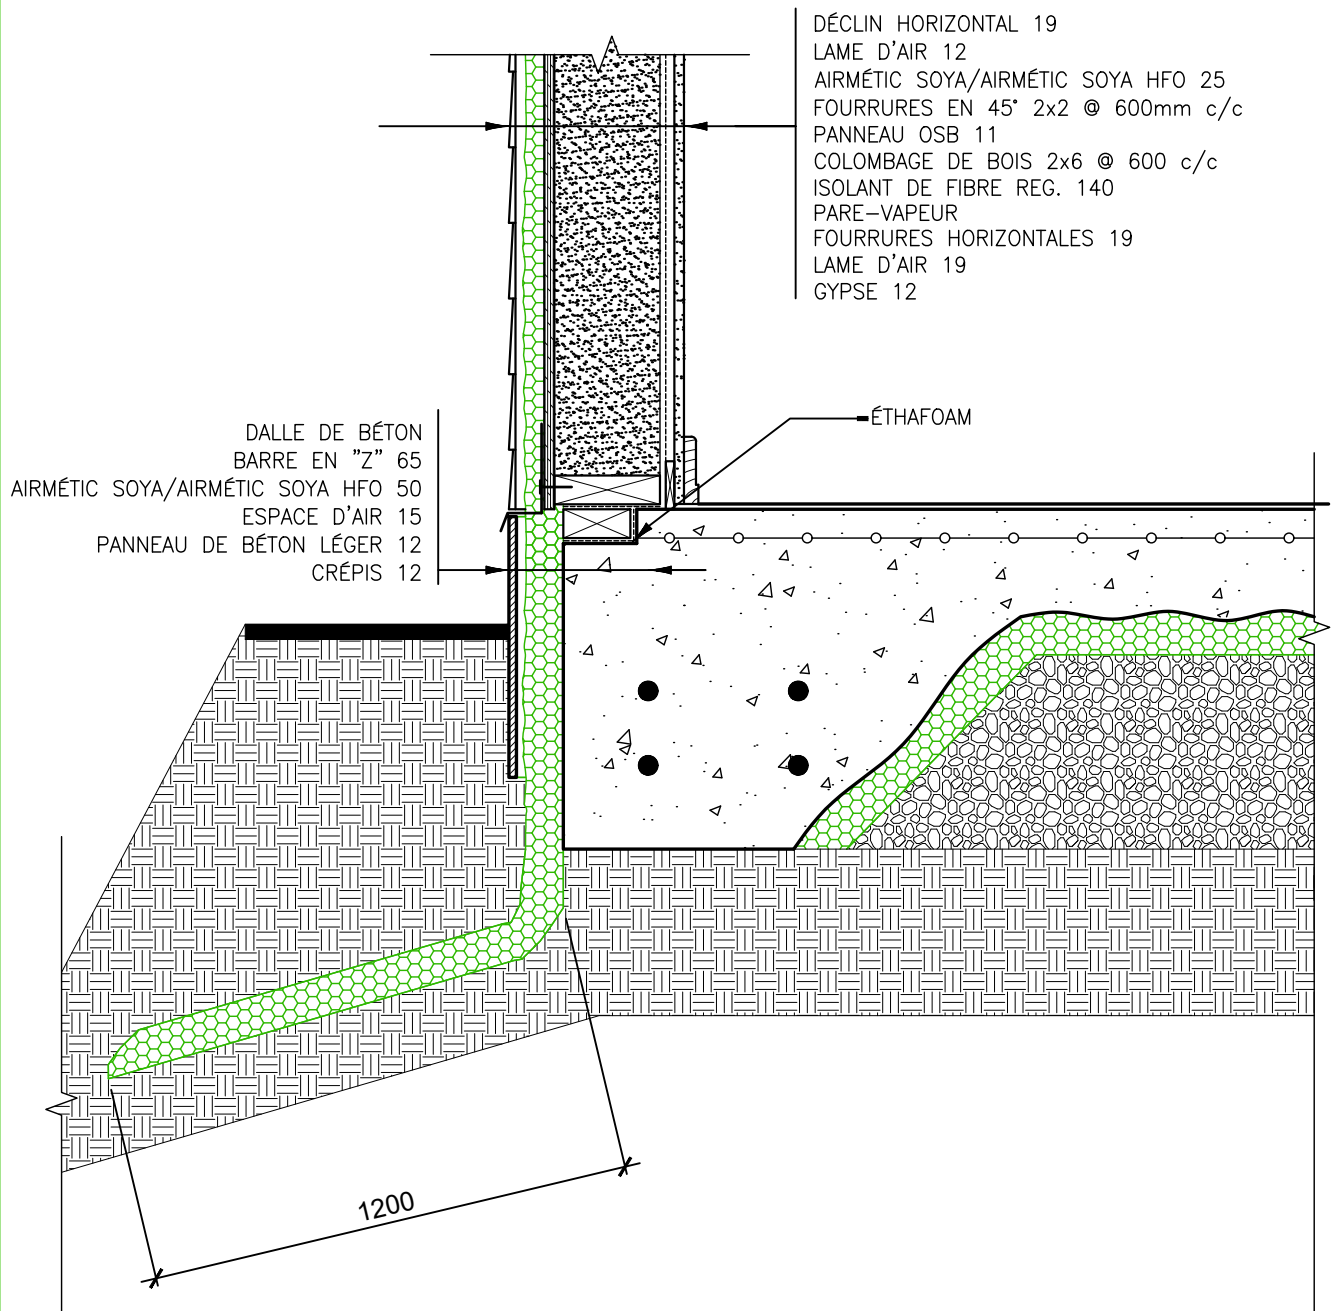 DÉCLIN HORIZONTAL 19
LAME D'AIR 12
AIRMÉTIC SOYA/AIRMÉTIC SOYA HFO 25
FOURRURES EN 45° 2x2 @ 600mm c/c
PANNEAU OSB 11
COLOMBAGE DE BOIS 2x6 @ 600 c/c
ISOLANT DE FIBRE REG. 140
PARE-VAPEUR
FOURRURES HORIZONTALES 19
LAME D'AIR 19
GYPSE 12
ÉTHAFOAM
DALLE DE BÉTON
BARRE EN "Z" 65
AIRMÉTIC SOYA/AIRMÉTIC SOYA HFO 50
ESPACE D'AIR 15
PANNEAU DE BÉTON LÉGER 12
CRÉPIS 12
1200